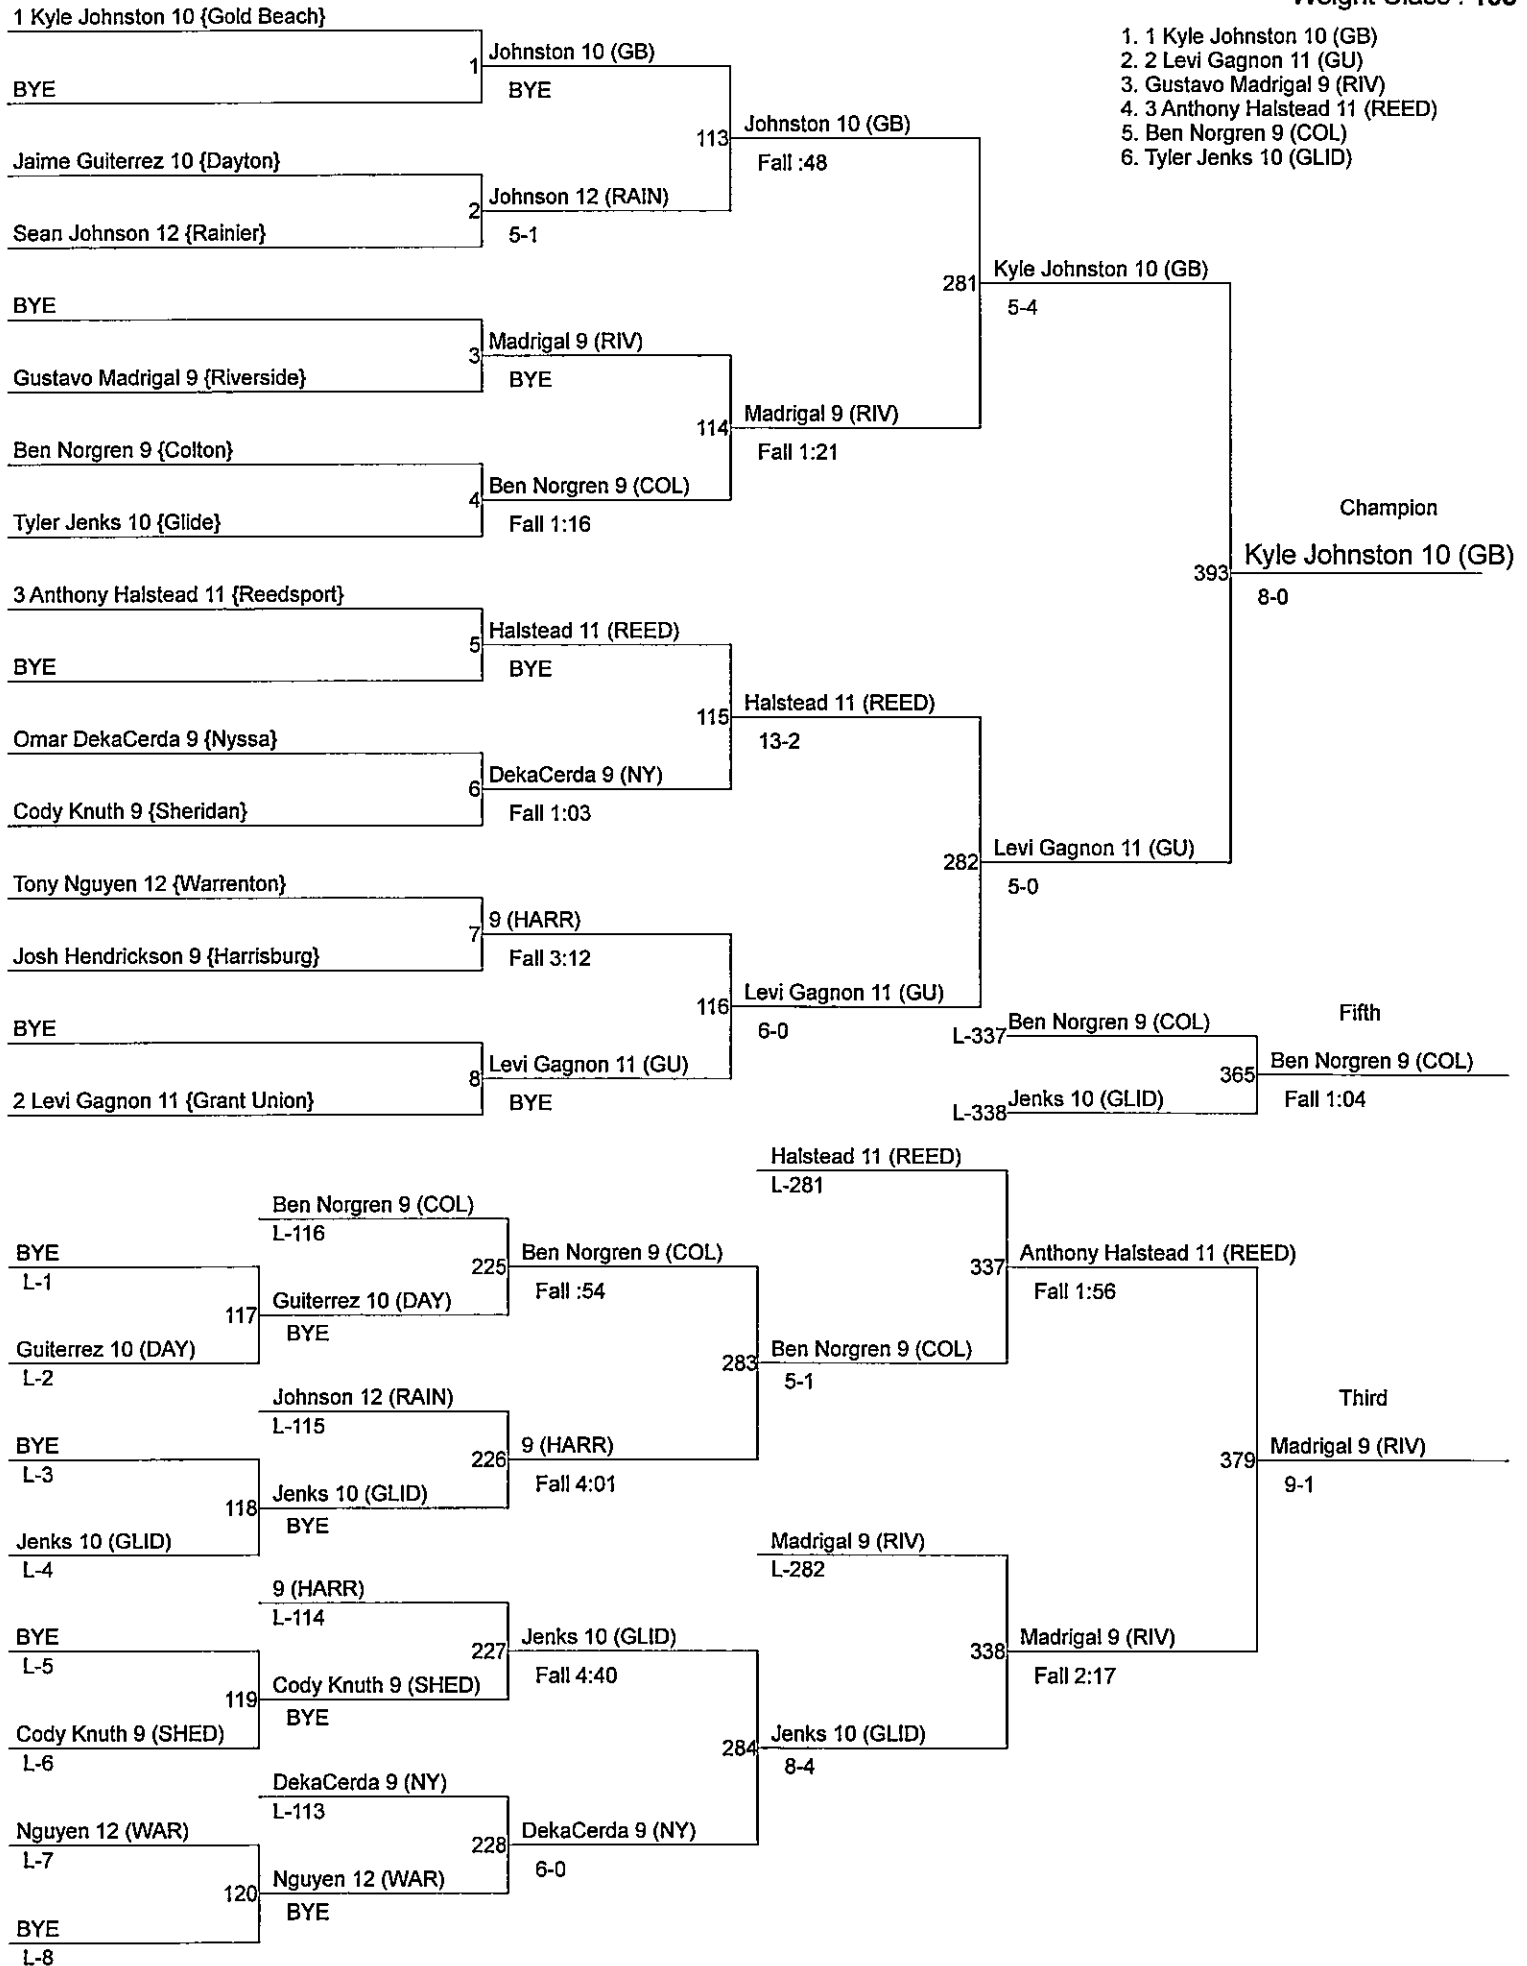 1 Kyle Johnston 10 {Gold Beach}
BYE
Jaime Guiterrez 10 {Dayton}
Sean Johnson 12 {Rainier}
BYE
Gustavo Madrigal 9 {Riverside}
Ben Norgren 9 {Colton}
Tyler Jenks 10 {Glide}
3 Anthony Halstead 11 {Reedsport}
BYE
Omar DekaCerda 9 {Nyssa}
Cody Knuth 9 {Sheridan}
Tony Nguyen 12 {Warrenton}
Josh Hendrickson 9 {Harrisburg}
BYE
2 Levi Gagnon 11 {Grant Union}
1
Johnston 10 (GB)
BYE
2
Johnson 12 (RAIN)
5-1
3
Madrigal 9 (RIV)
BYE
4
Ben Norgren 9 (COL)
Fall 1:16
5
Halstead 11 (REED)
BYE
6
DekaCerda 9 (NY)
Fall 1:03
7
9 (HARR)
Fall 3:12
8
Levi Gagnon 11 (GU)
BYE
113
Johnston 10 (GB)
Fall :48
114
Madrigal 9 (RIV)
Fall 1:21
115
Halstead 11 (REED)
13-2
116
Levi Gagnon 11 (GU)
6-0
281
Kyle Johnston 10 (GB)
5-4
282
Levi Gagnon 11 (GU)
5-0
Weight Class :
1. 1 Kyle Johnston 10 (GB)
2. 2 Levi Gagnon 11 (GU)
3. Gustavo Madrigal 9 (RIV)
4. 3 Anthony Halstead 11 (REED)
5. Ben Norgren 9 (COL)
6. Tyler Jenks 10 (GLID)
Champion
393
Kyle Johnston 10 (GB)
8-0
L-337
Ben Norgren 9 (COL)
L-338
Jenks 10 (GLID)
Fifth
365
Ben Norgren 9 (COL)
Fall 1:04
BYE
L-1
Guiterrez 10 (DAY)
L-2
BYE
L-3
Jenks 10 (GLID)
L-4
BYE
L-5
Cody Knuth 9 (SHED)
L-6
Nguyen 12 (WAR)
L-7
BYE
L-8
Ben Norgren 9 (COL)
L-116
117
Guiterrez 10 (DAY)
BYE
Johnson 12 (RAIN)
L-115
118
Jenks 10 (GLID)
BYE
9 (HARR)
L-114
119
Cody Knuth 9 (SHED)
BYE
DekaCerda 9 (NY)
L-113
120
Nguyen 12 (WAR)
BYE
225
Ben Norgren 9 (COL)
Fall :54
226
9 (HARR)
Fall 4:01
227
Jenks 10 (GLID)
Fall 4:40
228
DekaCerda 9 (NY)
6-0
Halstead 11 (REED)
L-281
283
Ben Norgren 9 (COL)
5-1
Madrigal 9 (RIV)
L-282
284
Jenks 10 (GLID)
8-4
337
Anthony Halstead 11 (REED)
Fall 1:56
338
Madrigal 9 (RIV)
Fall 2:17
Third
379
Madrigal 9 (RIV)
9-1